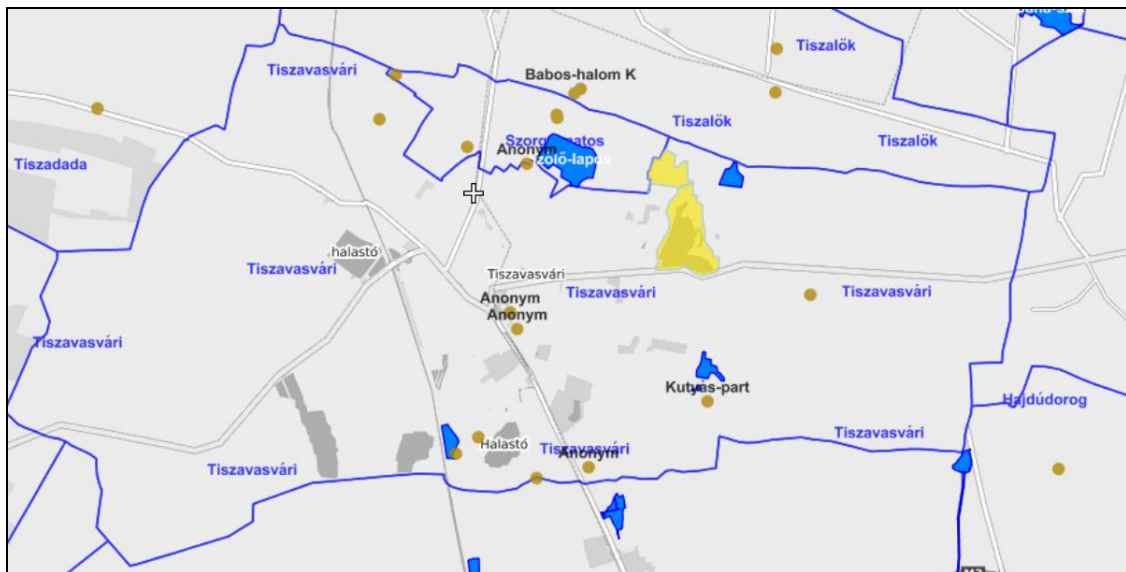 Tiszalök
Tiszavasvári
Babos-halom K
Tiszalök
Tiszalök
Anonym
Tiszadada
halastó
Tiszavasvári
Tiszavasvári
Tiszavasvári
Tiszavasvári
Anonym
Anonym
Tiszavasvári
Kutyás-part
Hajdúdorog
Tiszavasvári
Halastó
Tiszavasvári
Anonym
Tiszavasvári